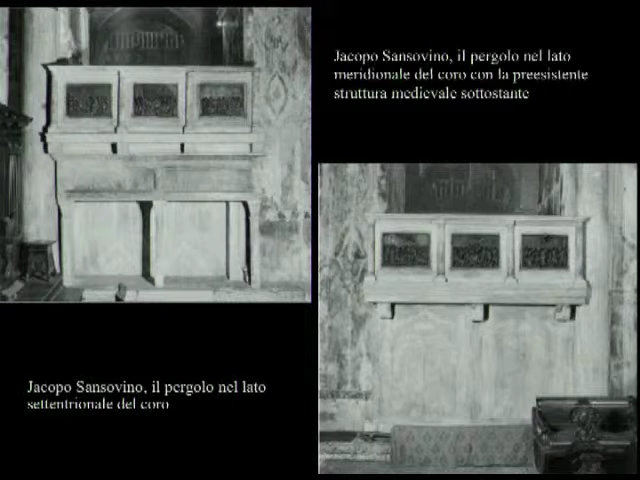 Jacopo Sansovino, il pergolo nel lato
meridionale del coro con la preesistente
struttura medievale sottostante
Jacopo Sansovino, il pergolo nel lato
settentrionale del coro